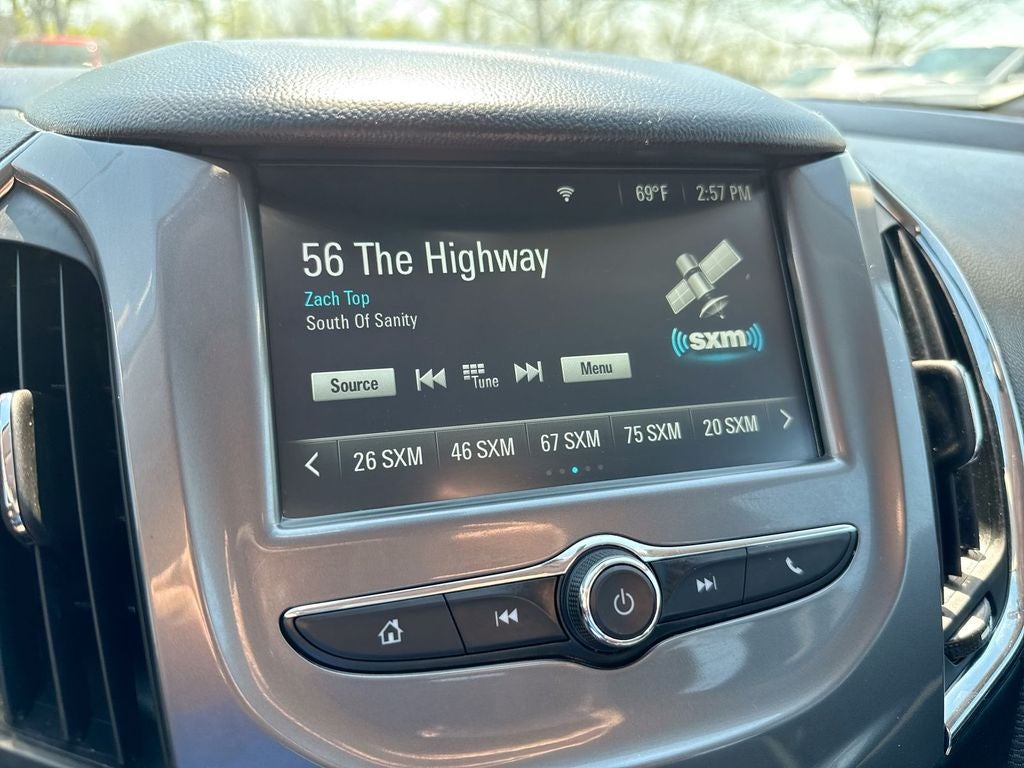 69°F 2:57 PM
56 The Highway
Zach Top
South Of Sanity
sxm
Source Tune Menu
26 SXM 46 SXM 67 SXM 75 SXM 20 SXM